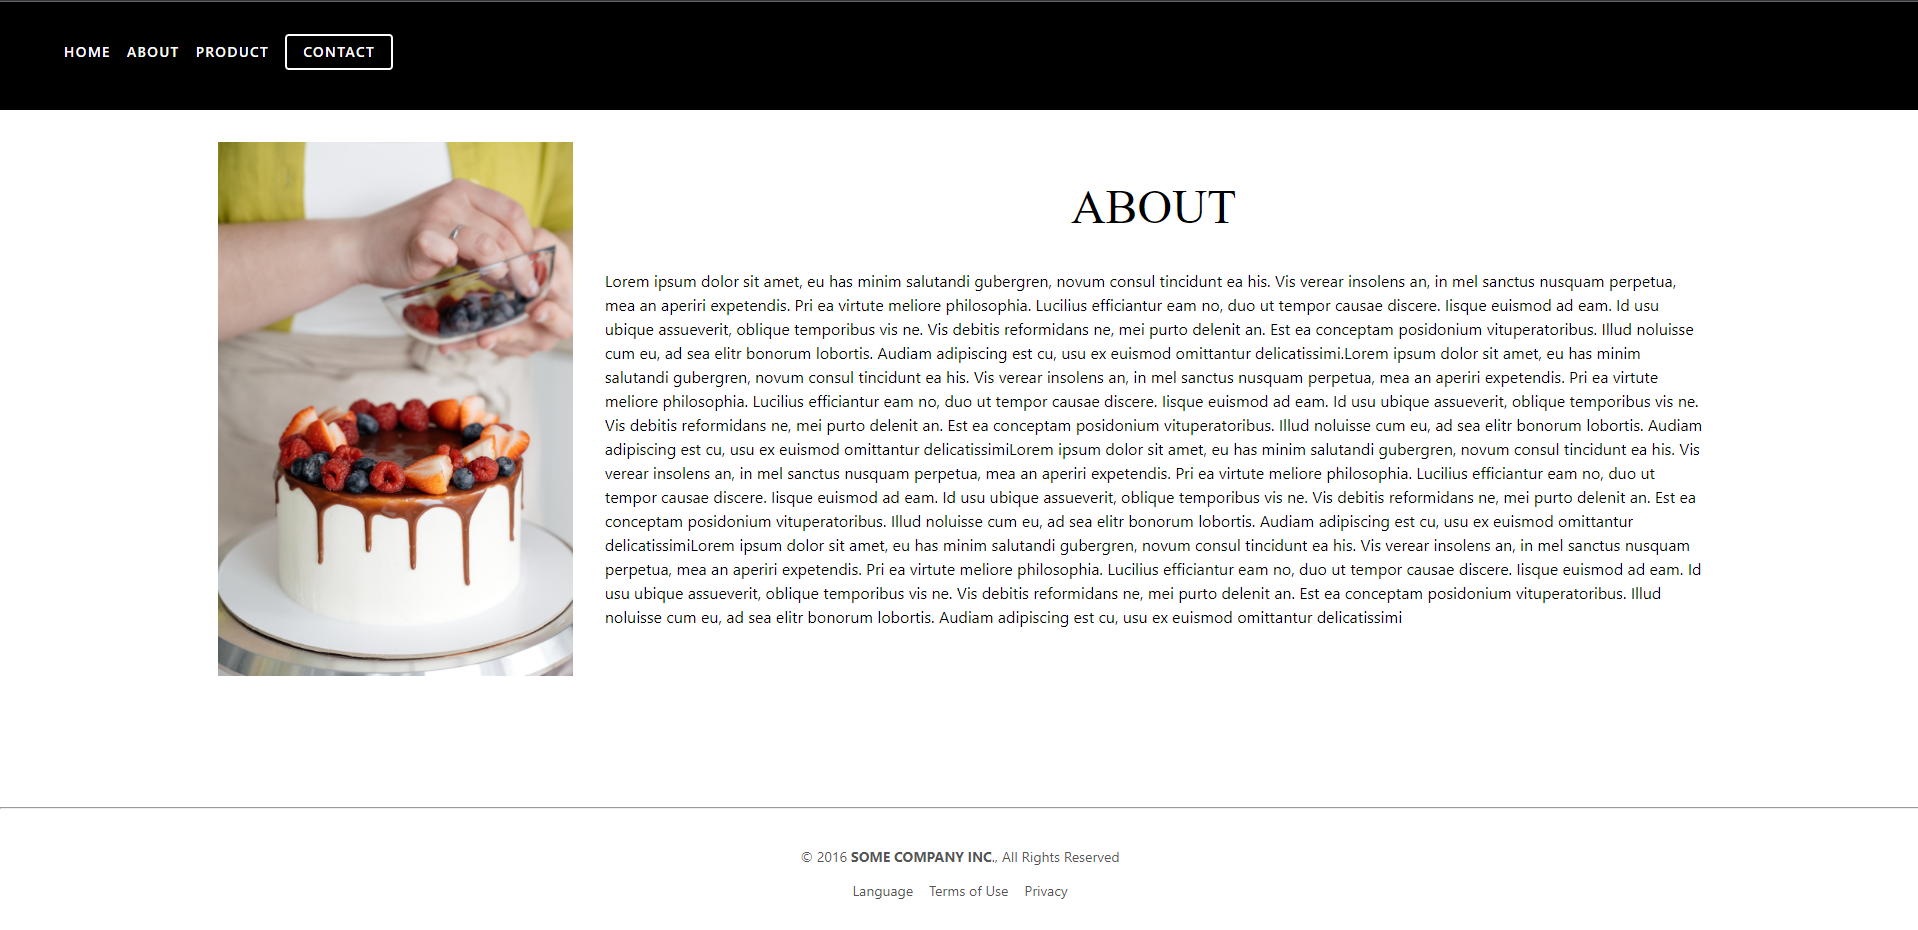 HOME ABOUT PRODUCT CONTACT
ABOUT
Lorem ipsum dolor sit amet, eu has minim salutandi gubergren, novum consul tincidunt ea his. Vis verear insolens an, in mel sanctus nusquam perpetua,
mea an aperiri expetendis. Pri ea virtute meliore philosophia. Lucilius efficiantur eam no, duo ut tempor causae discere. Iisque euismod ad eam. Id usu
ubique assueverit, oblique temporibus vis ne. Vis debitis reformidans ne, mei purto delenit an. Est ea conceptam posidonium vituperatoribus. Illud noluisse
cum eu, ad sea elitr bonorum lobortis. Audiam adipiscing est cu, usu ex euismod omittantur delicatissimi.Lorem ipsum dolor sit amet, eu has minim
salutandi gubergren, novum consul tincidunt ea his. Vis verear insolens an, in mel sanctus nusquam perpetua, mea an aperiri expetendis. Pri ea virtute
meliore philosophia. Lucilius efficiantur eam no, duo ut tempor causae discere. Iisque euismod ad eam. Id usu ubique assueverit, oblique temporibus vis ne.
Vis debitis reformidans ne, mei purto delenit an. Est ea conceptam posidonium vituperatoribus. Illud noluisse cum eu, ad sea elitr bonorum lobortis. Audiam
adipiscing est cu, usu ex euismod omittantur delicatissimiLorem ipsum dolor sit amet, eu has minim salutandi gubergren, novum consul tincidunt ea his. Vis
verear insolens an, in mel sanctus nusquam perpetua, mea an aperiri expetendis. Pri ea virtute meliore philosophia. Lucilius efficiantur eam no, duo ut
tempor causae discere. Iisque euismod ad eam. Id usu ubique assueverit, oblique temporibus vis ne. Vis debitis reformidans ne, mei purto delenit an. Est ea
conceptam posidonium vituperatoribus. Illud noluisse cum eu, ad sea elitr bonorum lobortis. Audiam adipiscing est cu, usu ex euismod omittantur
delicatissimiLorem ipsum dolor sit amet, eu has minim salutandi gubergren, novum consul tincidunt ea his. Vis verear insolens an, in mel sanctus nusquam
perpetua, mea an aperiri expetendis. Pri ea virtute meliore philosophia. Lucilius efficiantur eam no, duo ut tempor causae discere. Iisque euismod ad eam. Id
usu ubique assueverit, oblique temporibus vis ne. Vis debitis reformidans ne, mei purto delenit an. Est ea conceptam posidonium vituperatoribus. Illud
noluisse cum eu, ad sea elitr bonorum lobortis. Audiam adipiscing est cu, usu ex euismod omittantur delicatissimi
© 2016 SOME COMPANY INC., All Rights Reserved
Language Terms of Use Privacy